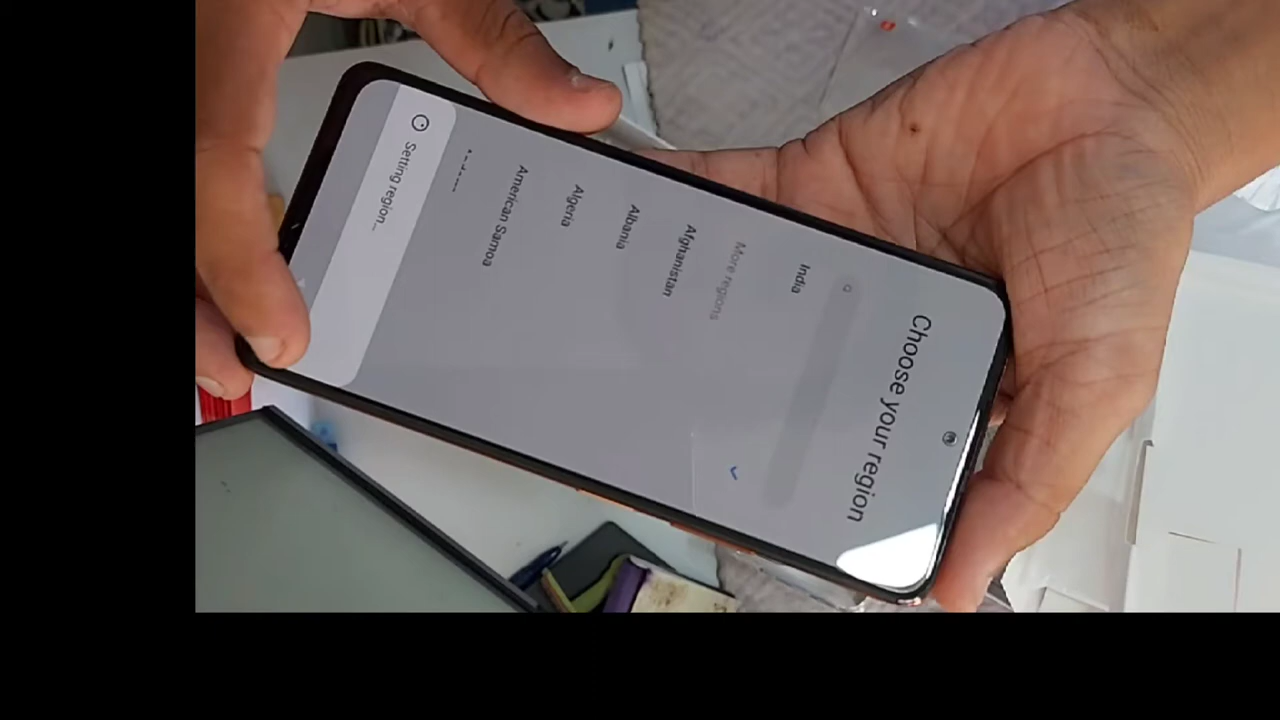 Choose your region
India
More regions
Afghanistan
Albania
Algeria
American Samoa
Setting region...